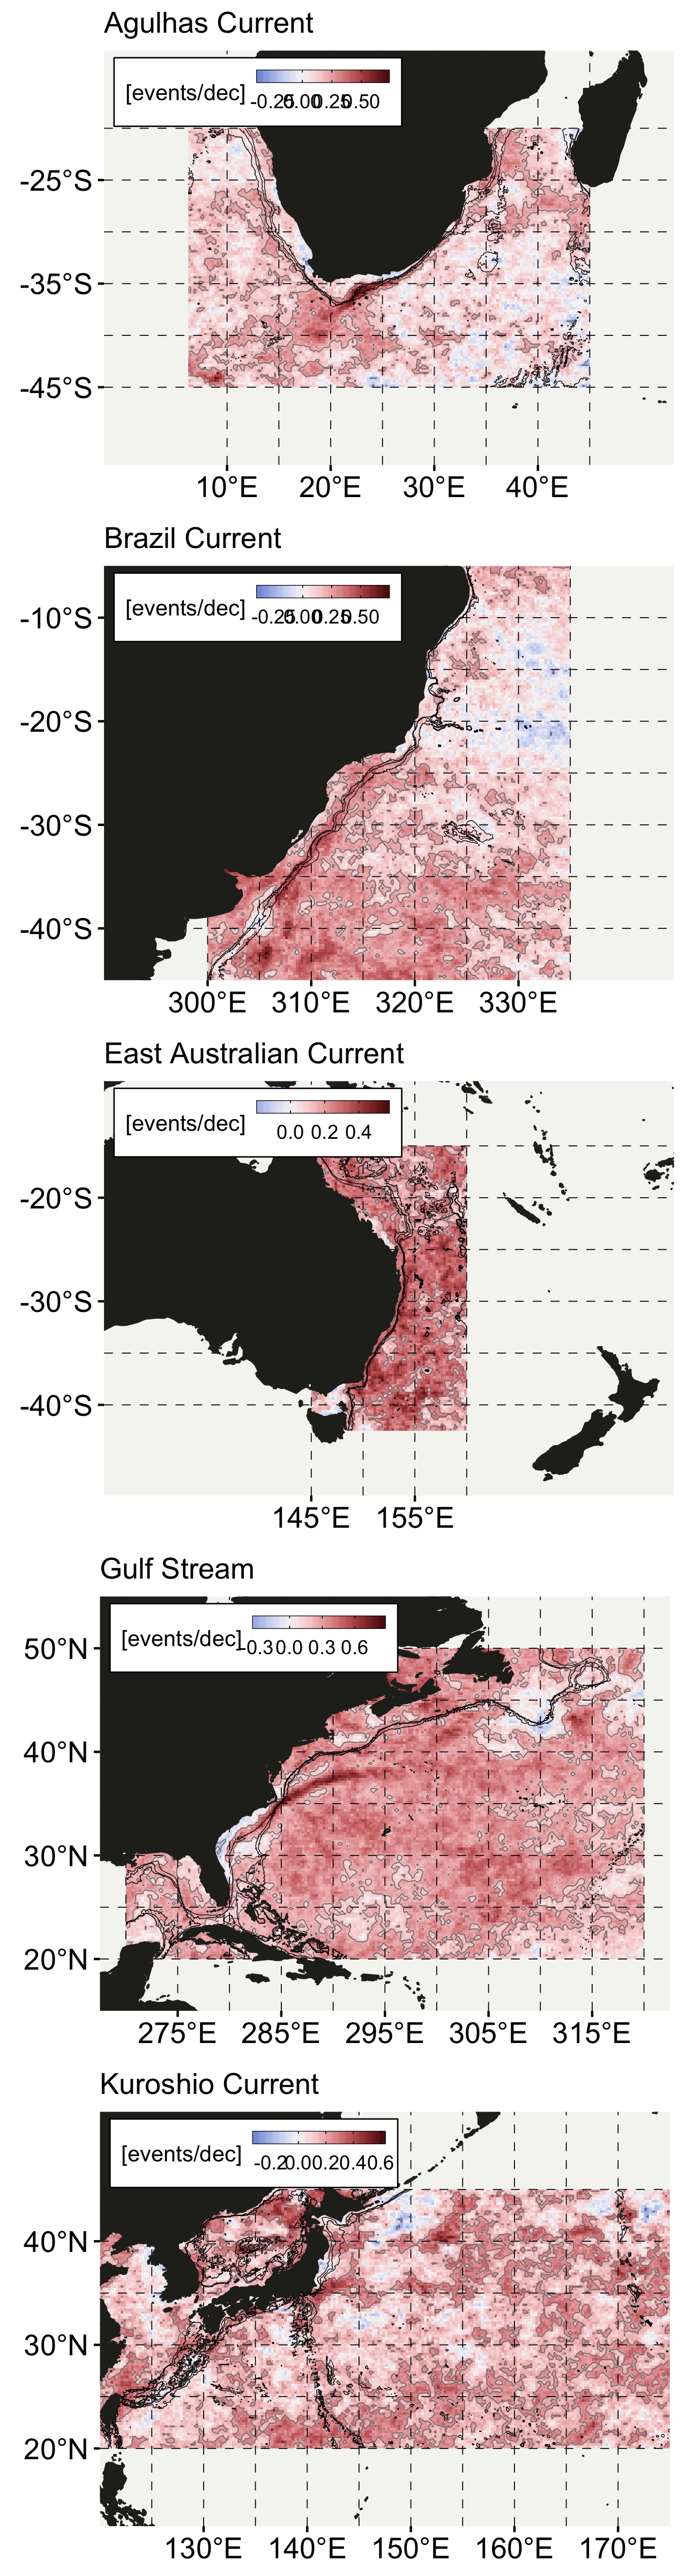 Agulhas Current
[events/dec]
-0.25 0.00 0.25 0.50
-25°S
-35°S
-45°S
10°E 20°E 30°E 40°E
Brazil Current
[events/dec]
-0.25 0.00 0.25 0.50
-10°S
-20°S
-30°S
-40°S
300°E 310°E 320°E 330°E
East Australian Current
[events/dec]
0.0 0.2 0.4
-20°S
-30°S
-40°S
145°E 155°E
Gulf Stream
[events/dec]
-0.3 0.0 0.3 0.6
50°N
40°N
30°N
20°N
275°E 285°E 295°E 305°E 315°E
Kuroshio Current
[events/dec]
-0.2 0.0 0.2 0.4 0.6
40°N
30°N
20°N
130°E 140°E 150°E 160°E 170°E